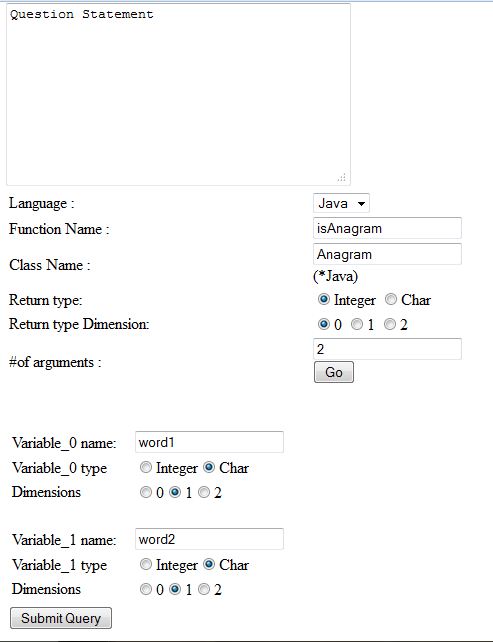 Question Statement
Language : Java
Function Name : isAnagram
Class Name : Anagram
(*Java)
Return type: Integer Char
Return type Dimension: 0 1 2
#of arguments : 2
Go
Variable_0 name: word1
Variable_0 type Integer Char
Dimensions 0 1 2
Variable_1 name: word2
Variable_1 type Integer Char
Dimensions 0 1 2
Submit Query